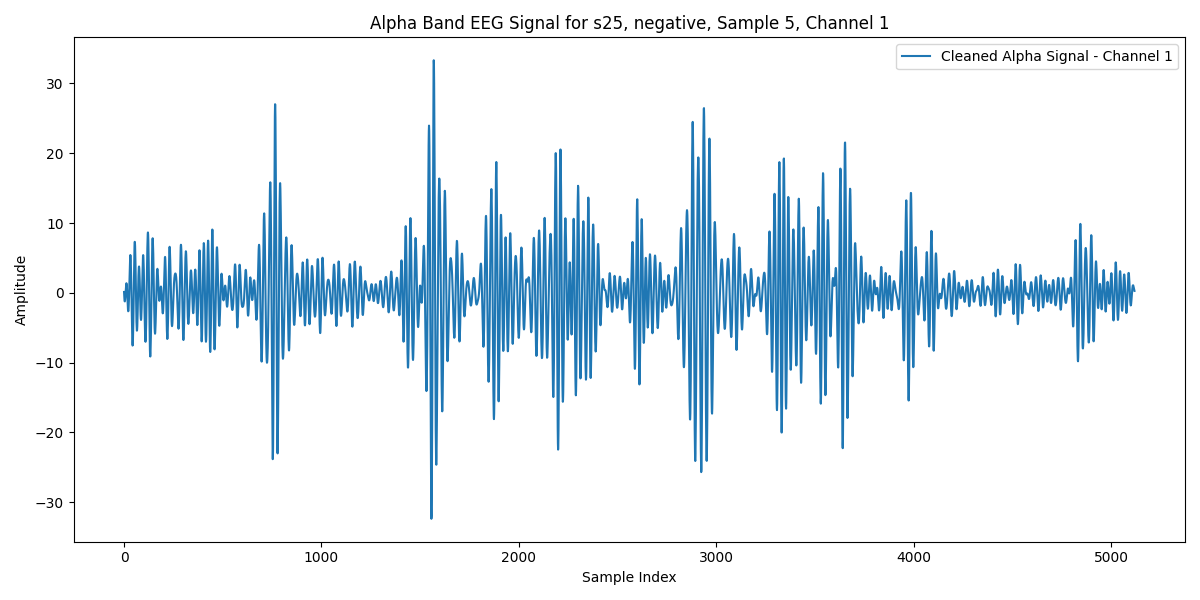 Alpha Band EEG Signal for s25, negative, Sample 5, Channel 1
Cleaned Alpha Signal - Channel 1
Amplitude
30
20
10
0
−10
−20
−30
0 1000 2000 3000 4000 5000
Sample Index